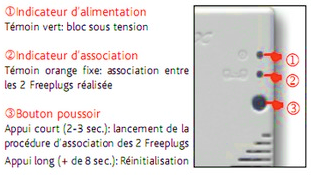 ①Indicateur d'alimentation
Témoin vert: bloc sous tension
②Indicateur d'association
Témoin orange fixe: association entre
les 2 Freeplugs réalisée
③Bouton poussoir
Appui court (2-3 sec.): lancement de la
procédure d'association des 2 Freeplugs
Appui long (+ de 8 sec.): Réinitialisation
①
②
③